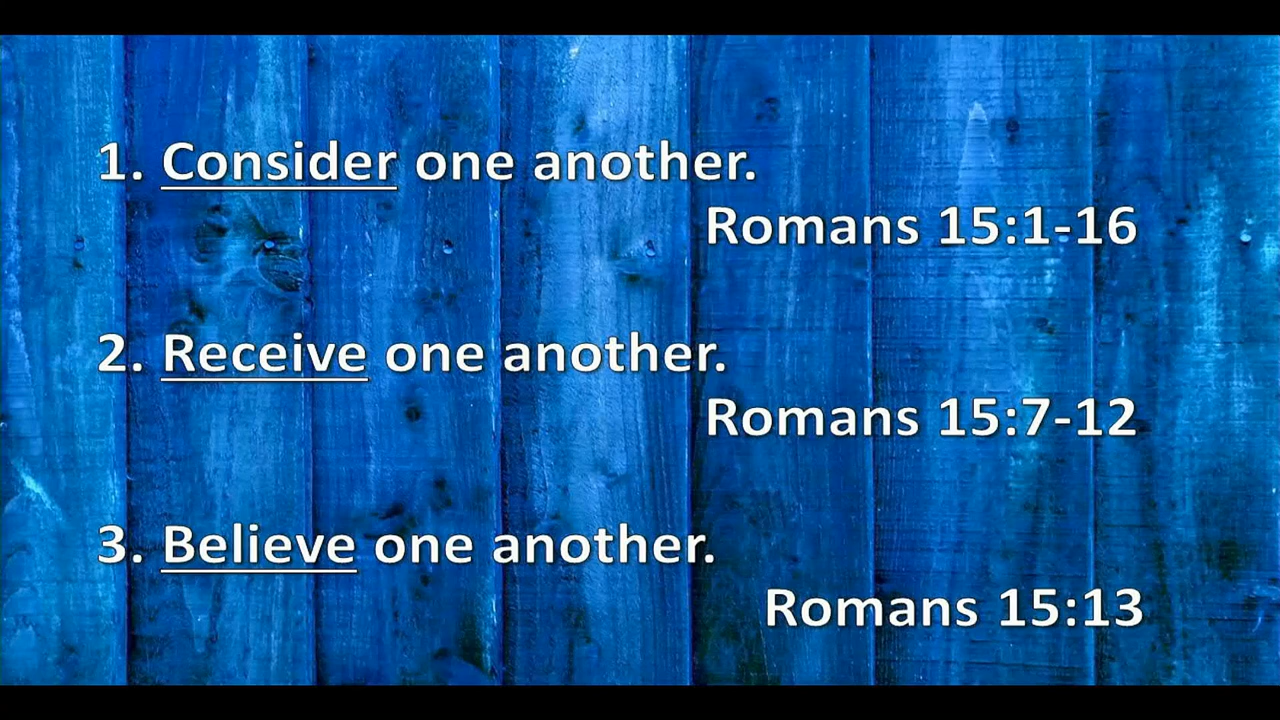 1. Consider one another.
Romans 15:1-16
2. Receive one another.
Romans 15:7-12
3. Believe one another.
Romans 15:13